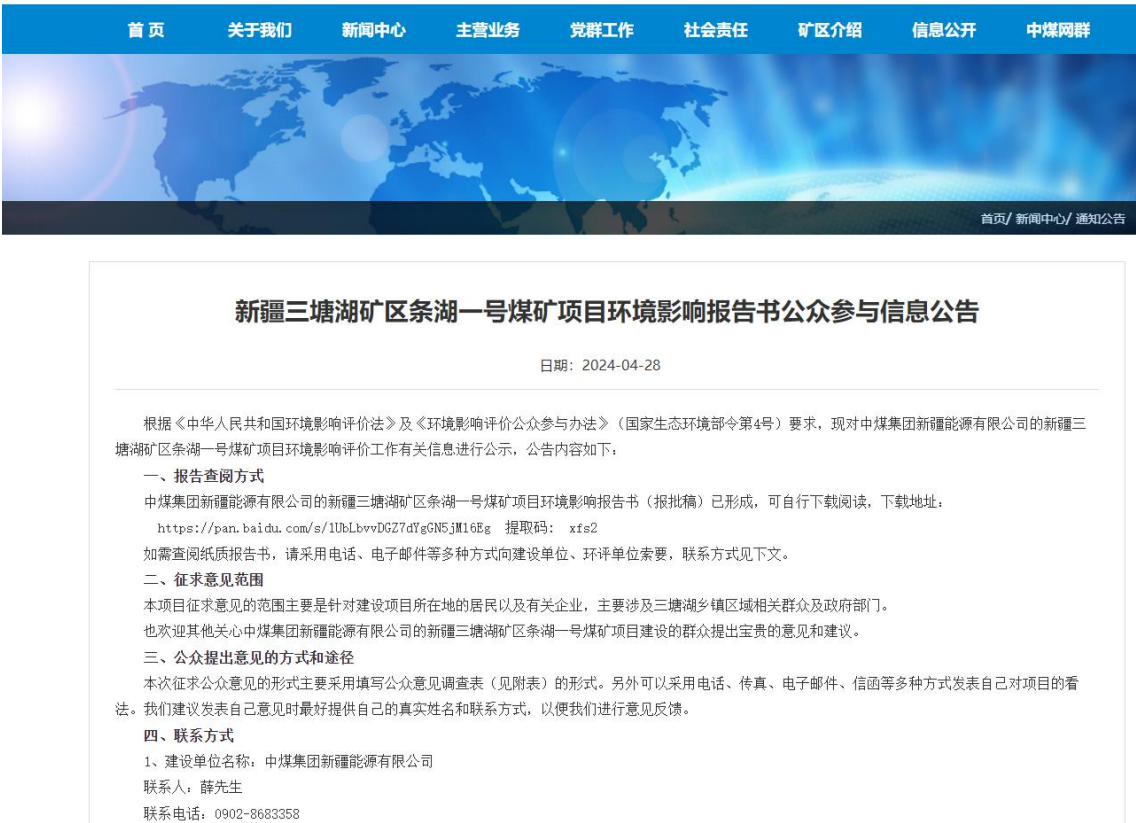 首 页 关于我们 新闻中心 主营业务 党群工作 社会责任 矿区介绍 信息公开 中煤网群
首页/ 新闻中心/ 通知公告
新疆三塘湖矿区条湖一号煤矿项目环境影响报告书公众参与信息公告
日期：2024-04-28
根据《中华人民共和国环境影响评价法》及《环境影响评价公众参与办法》（国家生态环境部令第4号）要求，现对中煤集团新疆能源有限公司的新疆三
塘湖矿区条湖一号煤矿项目环境影响评价工作有关信息进行公示，公告内容如下：
一、报告查阅方式
中煤集团新疆能源有限公司的新疆三塘湖矿区条湖一号煤矿项目环境影响报告书（报批稿）已形成，可自行下载阅读，下载地址：
https://pan.baidu.com/s/1UbLbvvDGZ7dYgGN5jM16Eg 提取码： xfs2
如需查阅纸质报告书，请采用电话、电子邮件等多种方式向建设单位、环评单位索要，联系方式见下文。
二、征求意见范围
本项目征求意见的范围主要是针对建设项目所在地的居民以及有关企业，主要涉及三塘湖乡镇区域相关群众及政府部门。
也欢迎其他关心中煤集团新疆能源有限公司的新疆三塘湖矿区条湖一号煤矿项目建设的群众提出宝贵的意见和建议。
三、公众提出意见的方式和途径
本次征求公众意见的形式主要采用填写公众意见调查表（见附表）的形式。另外可以采用电话、传真、电子邮件、信函等多种方式发表自己对项目的看
法。我们建议发表自己意见时最好提供自己的真实姓名和联系方式，以便我们进行意见反馈。
四、联系方式
1、建设单位名称：中煤集团新疆能源有限公司
联系人：薛先生
联系电话：0902-8683358